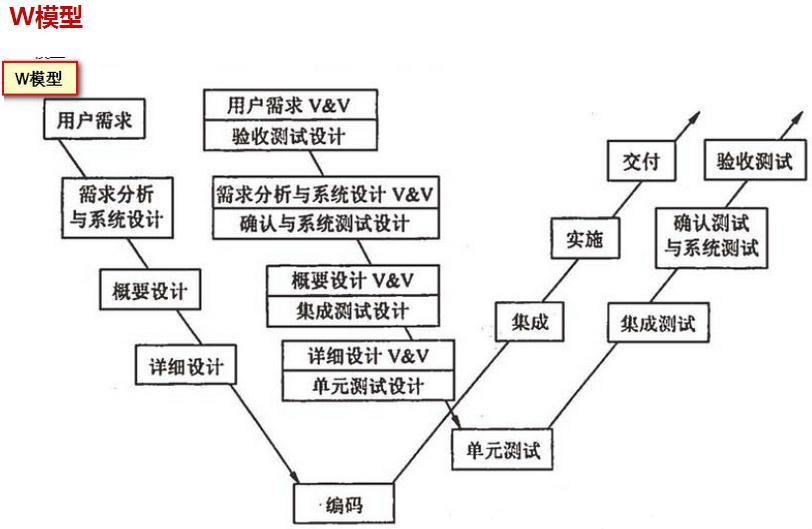 W模型
W模型
用户需求
需求分析
与系统设计
概要设计
详细设计
用户需求 V&V
验收测试设计
需求分析与系统设计 V&V
确认与系统测试设计
概要设计 V&V
集成测试设计
详细设计 V&V
单元测试设计
编码
单元测试
集成
实施
交付
集成测试
确认测试
与系统测试
验收测试